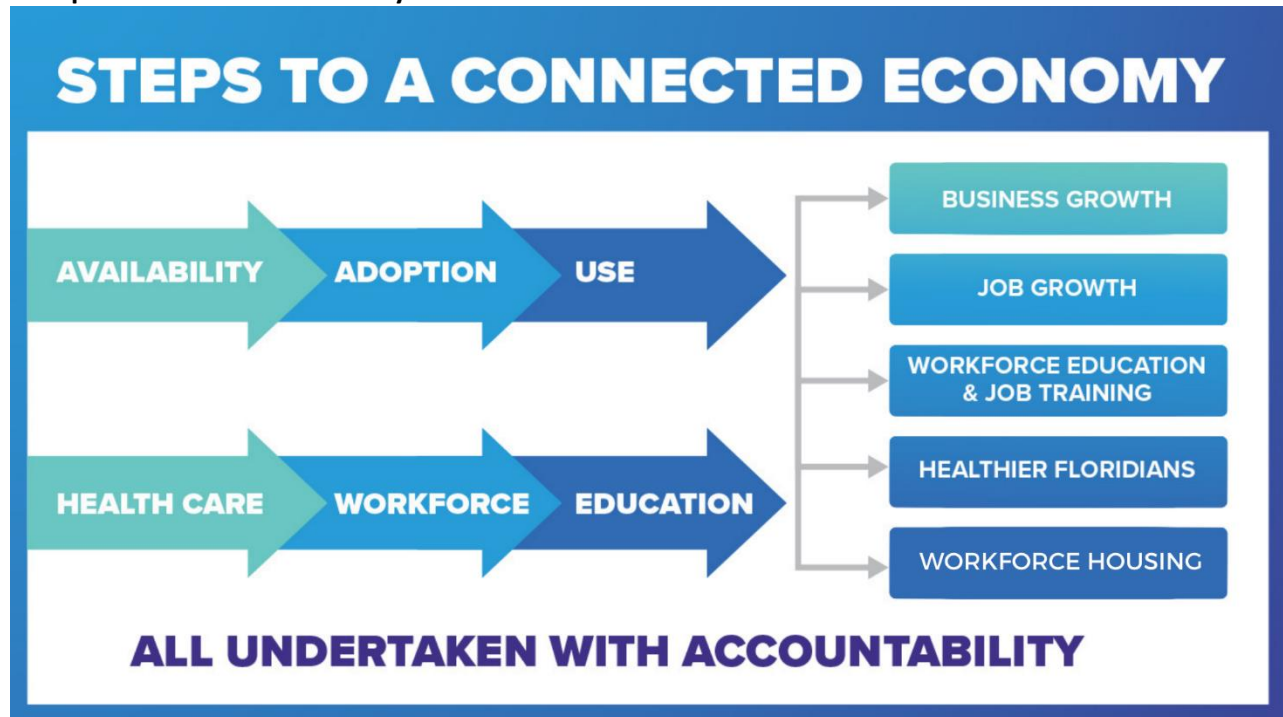 STEPS TO A CONNECTED ECONOMY
AVAILABILITY
ADOPTION
USE
HEALTH CARE
WORKFORCE
EDUCATION
BUSINESS GROWTH
JOB GROWTH
WORKFORCE EDUCATION
& JOB TRAINING
HEALTHIER FLORIDIANS
WORKFORCE HOUSING
ALL UNDERTAKEN WITH ACCOUNTABILITY